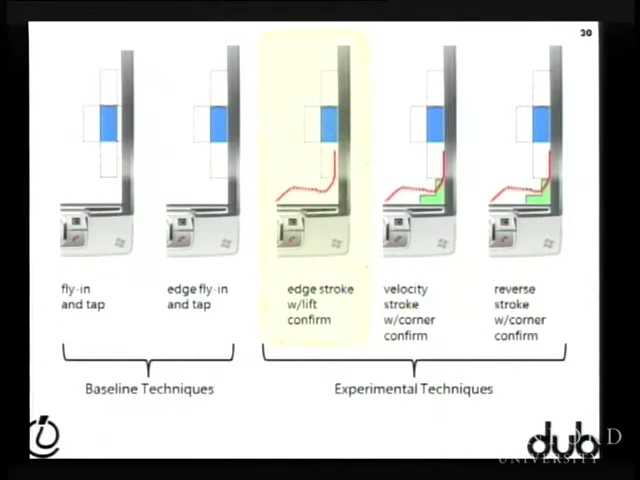 30
fly-in
and tap
edge fly-in
and tap
edge stroke
w/lift
confirm
velocity
stroke
w/corner
confirm
reverse
stroke
w/corner
confirm
Baseline Techniques
Experimental Techniques
dub
UNIVERSITY